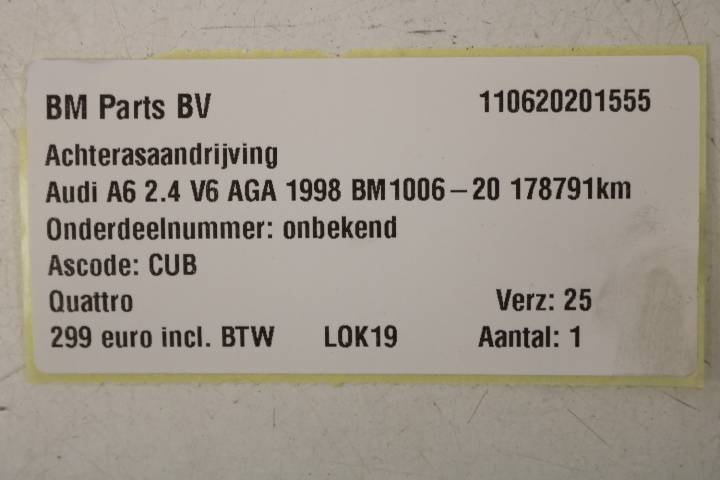 BM Parts BV 110620201555
Achterasaandrijving
Audi A6 2.4 V6 AGA 1998 BM1006-20 178791km
Onderdeelnummer: onbekend
Ascode: CUB
Quattro Verz: 25
299 euro incl. BTW LOK19 Aantal: 1